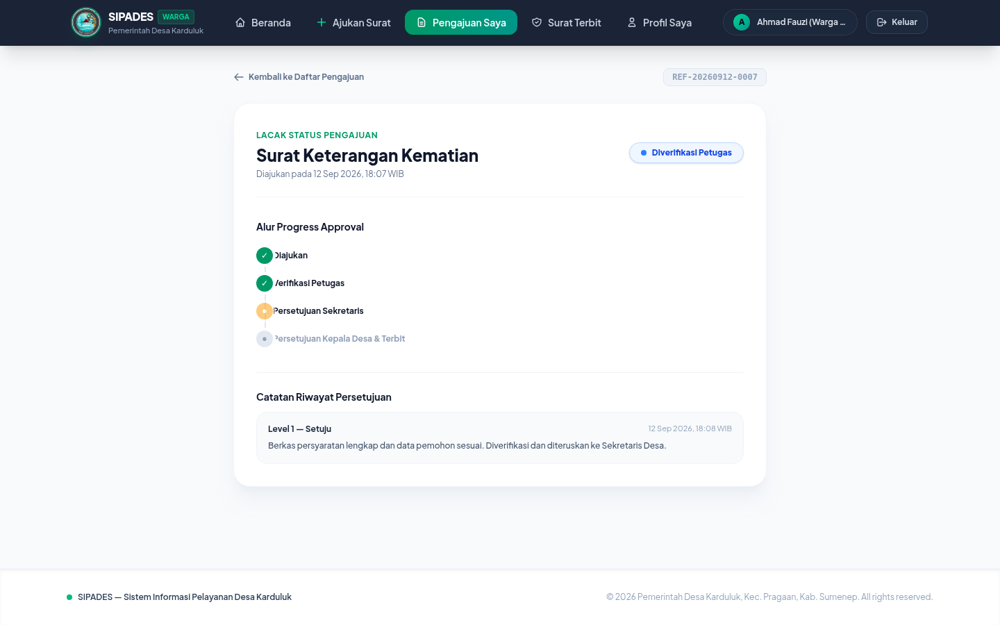 SIPADES WARGA
Pemerintah Desa Karduluk
Beranda
Ajukan Surat
Pengajuan Saya
Surat Terbit
Profil Saya
A Ahmad Fauzi (Warga ...
Keluar
Kembali ke Daftar Pengajuan
REF-20260912-0007
LACAK STATUS PENGAJUAN
Surat Keterangan Kematian
Diajukan pada 12 Sep 2026, 18:07 WIB
Diverifikasi Petugas
Alur Progress Approval
✓ Diajukan
✓ Verifikasi Petugas
Persetujuan Sekretaris
Persetujuan Kepala Desa & Terbit
Catatan Riwayat Persetujuan
Level 1 — Setuju
12 Sep 2026, 18:08 WIB
Berkas persyaratan lengkap dan data pemohon sesuai. Diverifikasi dan diteruskan ke Sekretaris Desa.
SIPADES — Sistem Informasi Pelayanan Desa Karduluk
© 2026 Pemerintah Desa Karduluk, Kec. Pragaan, Kab. Sumenep. All rights reserved.